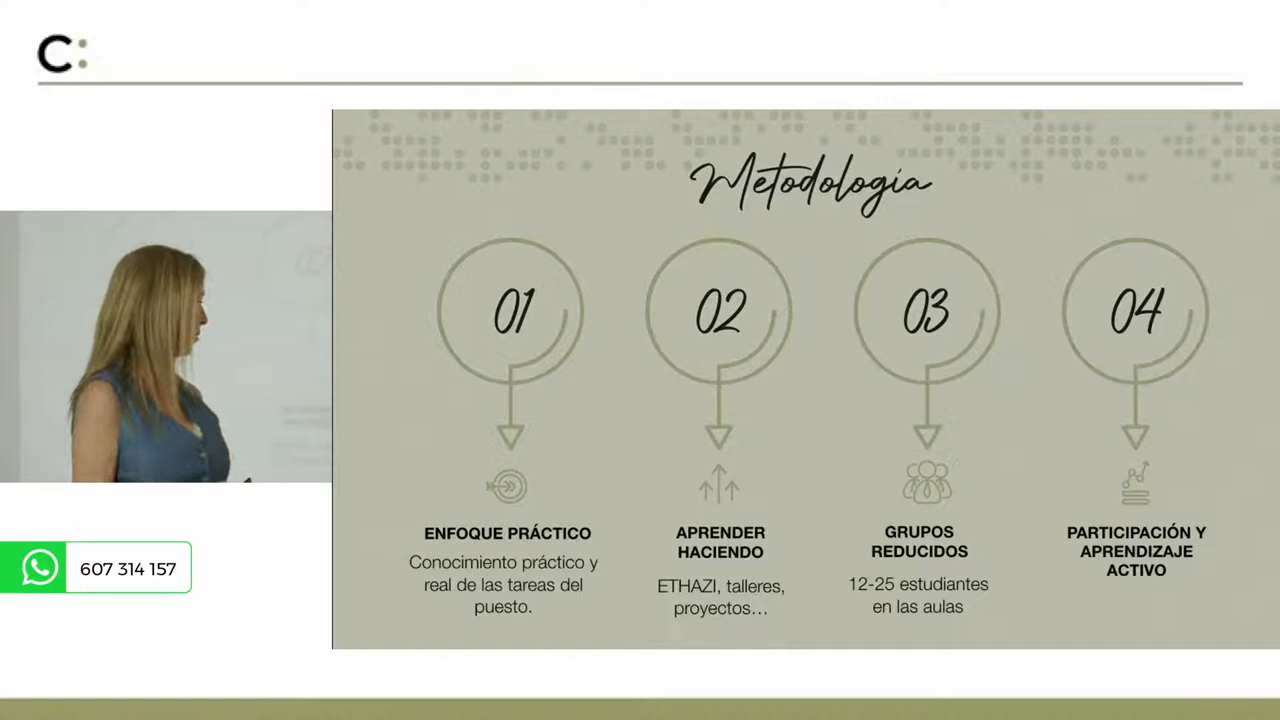 C:
Metodología
01
02
03
04
ENFOQUE PRÁCTICO
Conocimiento práctico y
real de las tareas del
puesto.
APRENDER
HACIENDO
ETHAZI, talleres,
proyectos...
GRUPOS
REDUCIDOS
12-25 estudiantes
en las aulas
PARTICIPACIÓN Y
APRENDIZAJE
ACTIVO
607 314 157